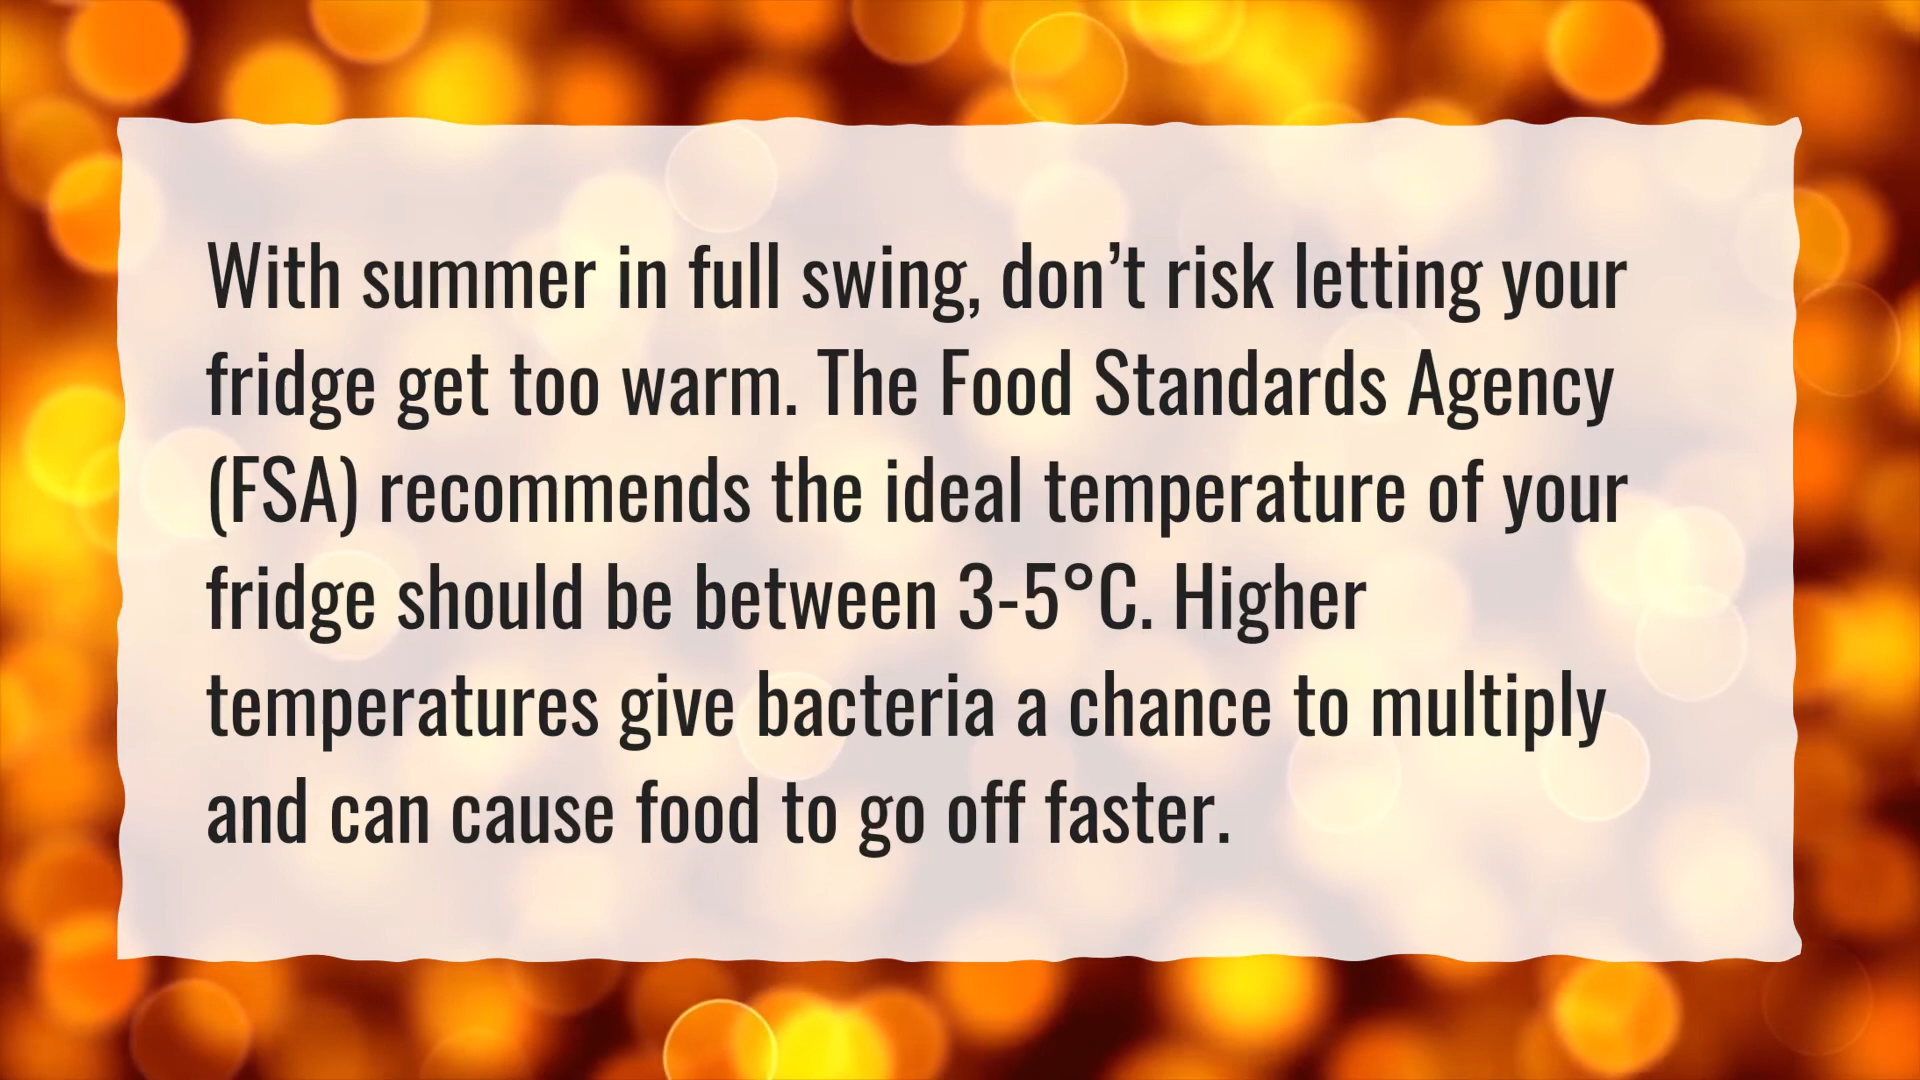 With summer in full swing, don’t risk letting your
fridge get too warm. The Food Standards Agency
(FSA) recommends the ideal temperature of your
fridge should be between 3-5°C. Higher
temperatures give bacteria a chance to multiply
and can cause food to go off faster.